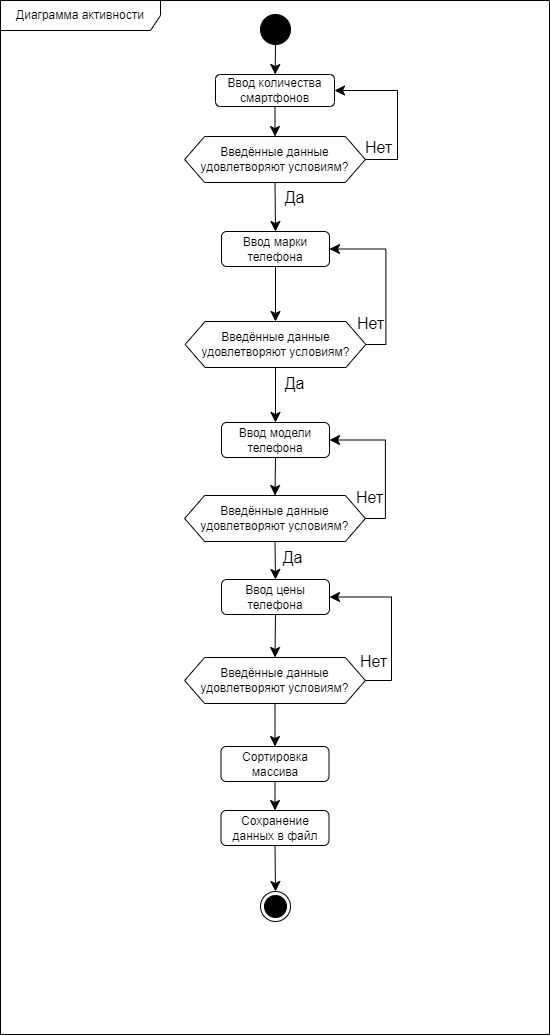 Диаграмма активности
Ввод количества
смартфонов
Введённые данные
удовлетворяют условиям?
Нет
Да
Ввод марки
телефона
Введённые данные
удовлетворяют условиям?
Нет
Да
Ввод модели
телефона
Введённые данные
удовлетворяют условиям?
Нет
Да
Ввод цены
телефона
Введённые данные
удовлетворяют условиям?
Нет
Сортировка
массива
Сохранение
данных в файл